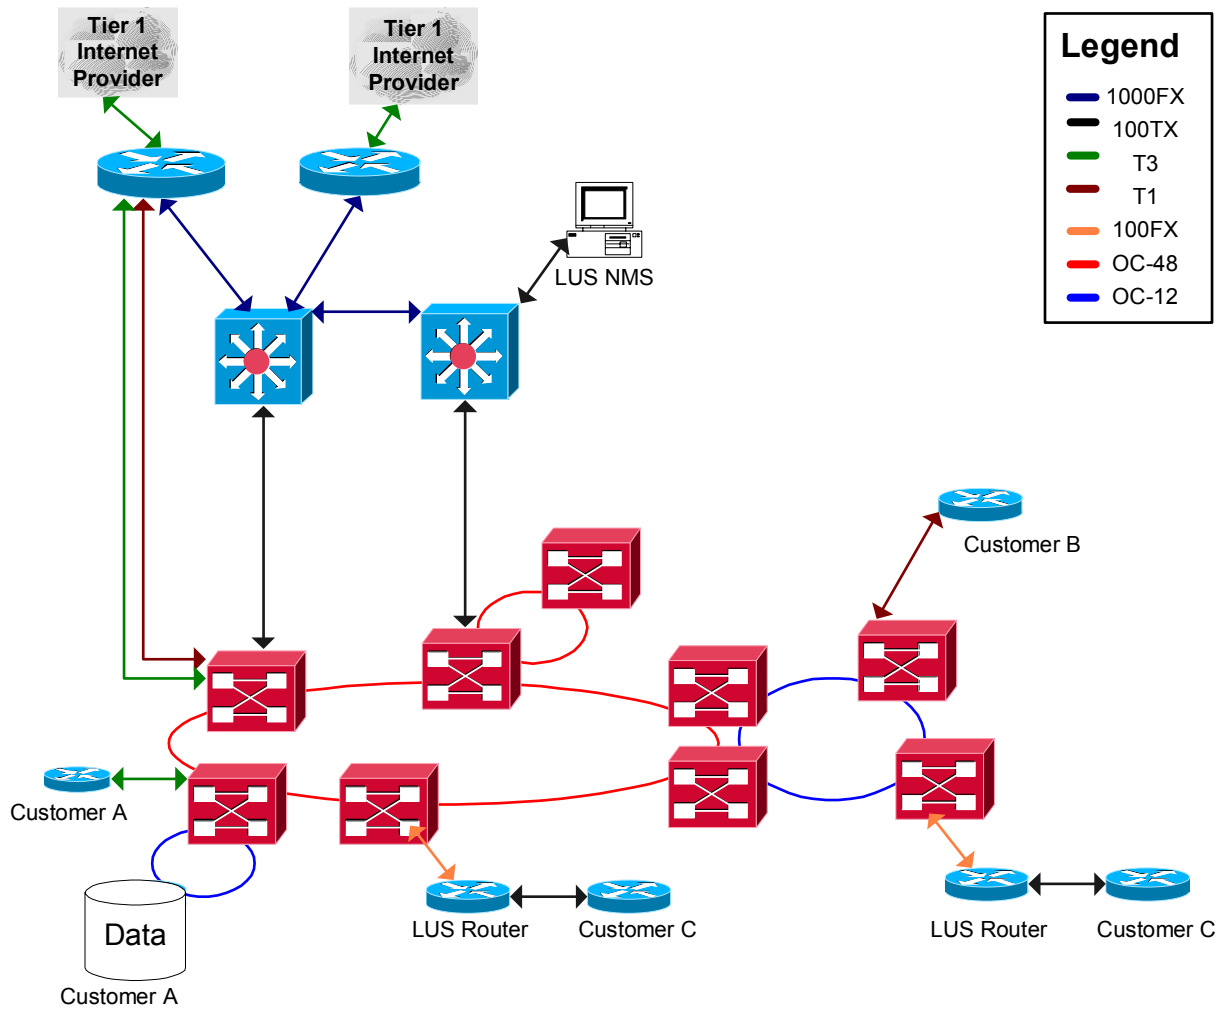 Tier 1
Internet
Provider
Tier 1
Internet
Provider
Legend
1000FX
100TX
T3
T1
100FX
OC-48
OC-12
LUS NMS
Customer B
Customer A
LUS Router
Customer C
LUS Router
Customer C
Data
Customer A